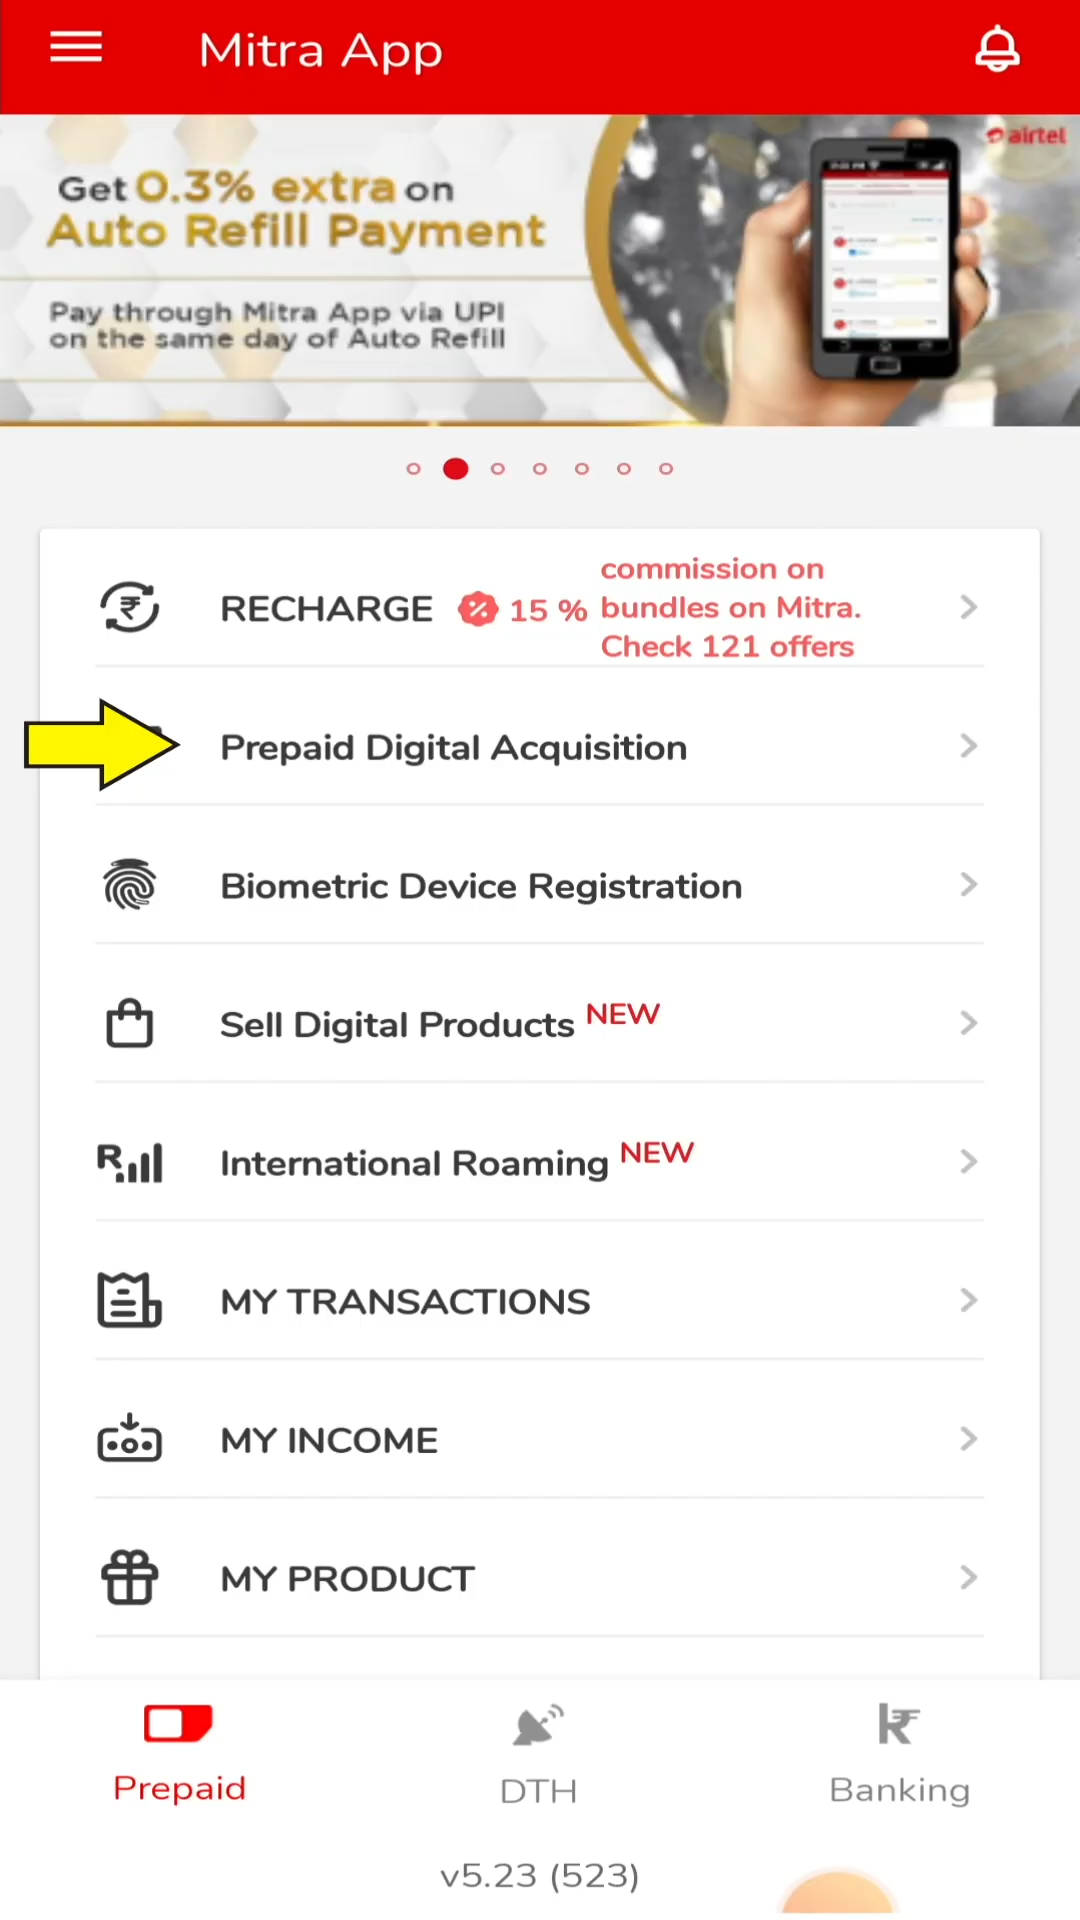 Mitra App
airtel
Get 0.3% extra on
Auto Refill Payment
Pay through Mitra App via UPI
on the same day of Auto Refill
RECHARGE 15 % commission on
bundles on Mitra.
Check 121 offers
Prepaid Digital Acquisition
Biometric Device Registration
Sell Digital Products NEW
International Roaming NEW
MY TRANSACTIONS
MY INCOME
MY PRODUCT
Prepaid
DTH
Banking
v5.23 (523)